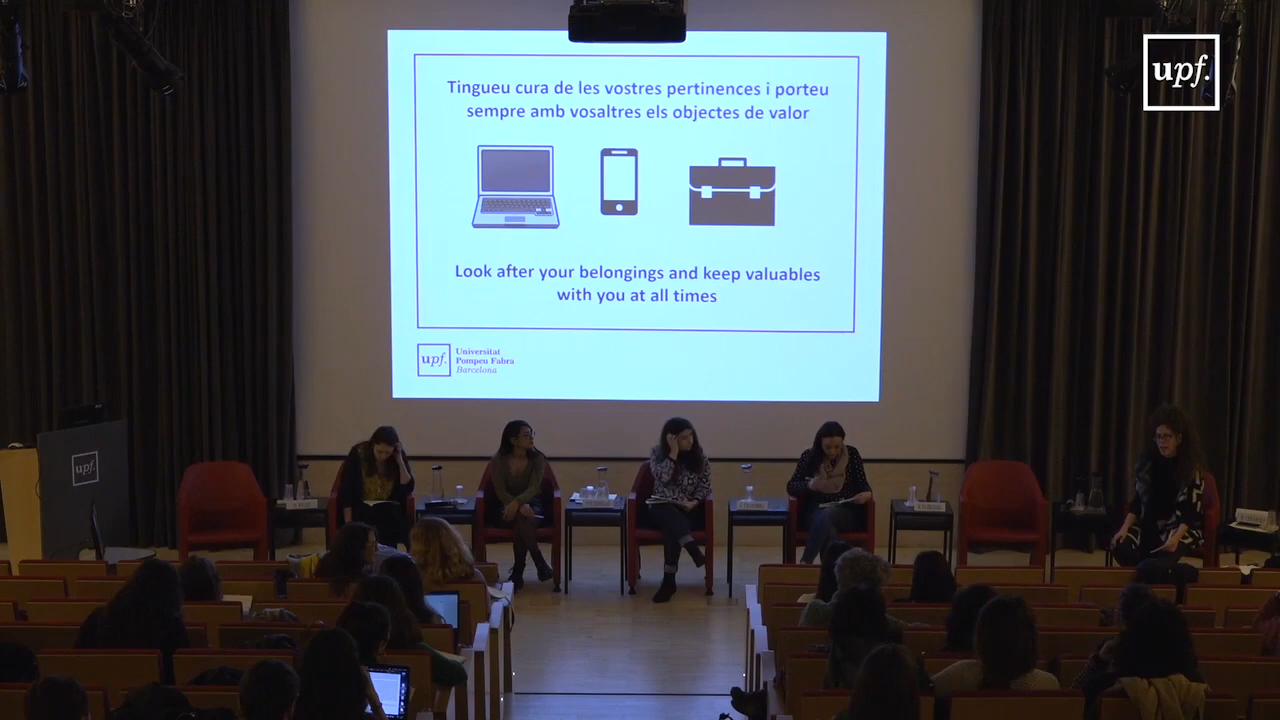 Tingueu cura de les vostres pertinences i porteu
sempre amb vosaltres els objectes de valor
Look after your belongings and keep valuables
with you at all times
upf.
Universitat
Pompeu Fabra
Barcelona
upf.
upf.